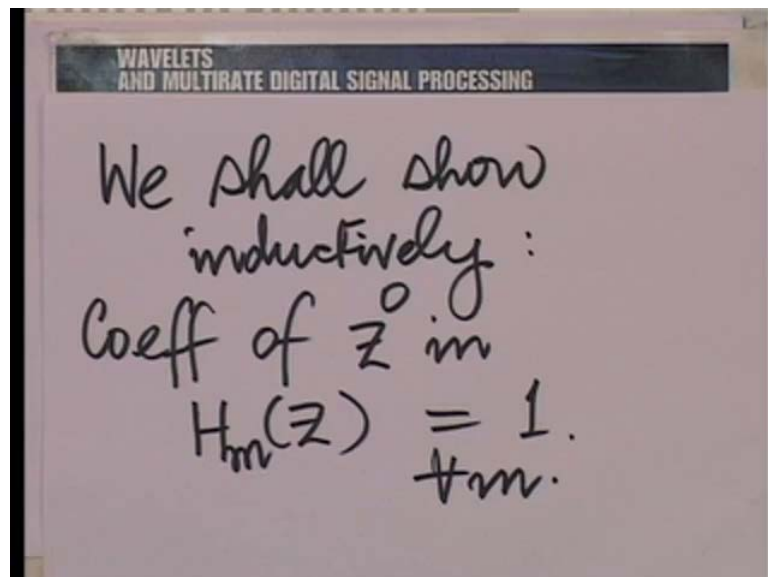 WAVELETS
AND MULTIRATE DIGITAL SIGNAL PROCESSING
We shall show
inductively :
Coeff of z⁰ in
Hm(Z) = 1.
∀m.